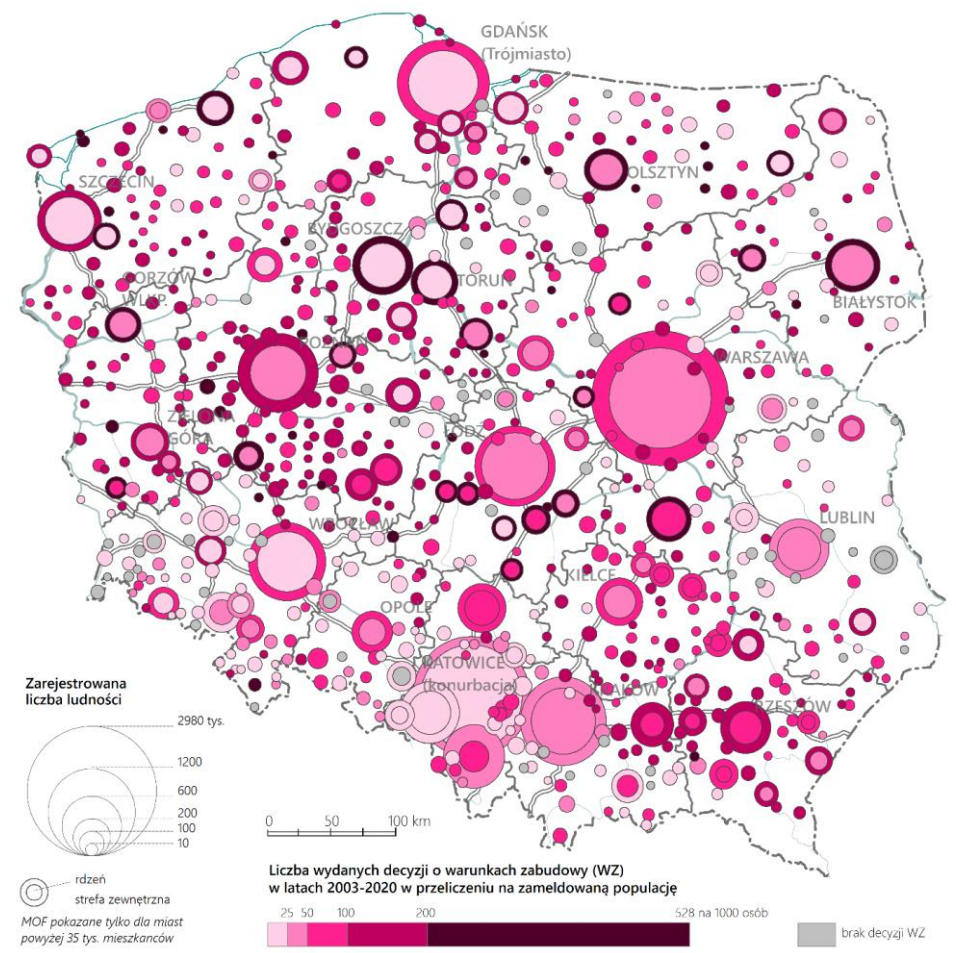 GDAŃSK
(Trójmiasto)
SZCZECIN
OLSZTYN
BYDGOSZCZ
TORUŃ
GORZÓW
WLKP.
BIAŁYSTOK
POZNAŃ
WARSZAWA
ZIELONA
GÓRA
ŁÓDŹ
WROCŁAW
LUBLIN
KIELCE
OPOLE
KATOWICE
(konurbacja)
KRAKÓW
RZESZÓW
Zarejestrowana
liczba ludności
2980 tys.
1200
600
200
100
10
rdzeń
strefa zewnętrzna
MOF pokazane tylko dla miast
powyżej 35 tys. mieszkańców
0 50 100 km
Liczba wydanych decyzji o warunkach zabudowy (WZ)
w latach 2003-2020 w przeliczeniu na zameldowaną populację
25 50 100 200 528 na 1000 osób
brak decyzji WZ